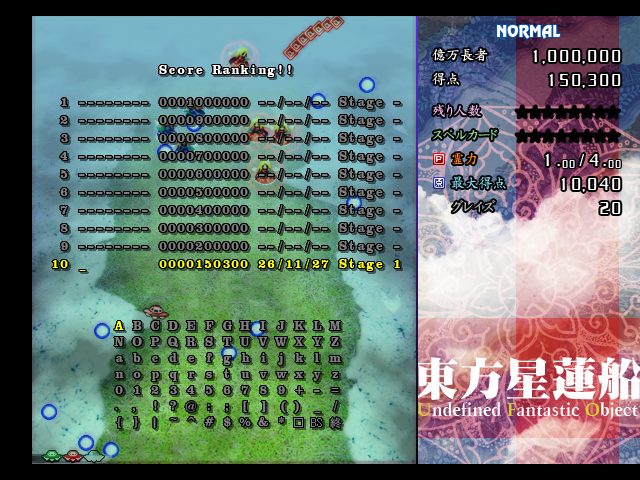 Score Ranking!!
1 -------- 0001000000 --/--/-- Stage -
2 -------- 0000900000 --/--/-- Stage -
3 -------- 0000800000 --/--/-- Stage -
4 -------- 0000700000 --/--/-- Stage -
5 -------- 0000600000 --/--/-- Stage -
6 -------- 0000500000 --/--/-- Stage -
7 -------- 0000400000 --/--/-- Stage -
8 -------- 0000300000 --/--/-- Stage -
9 -------- 0000200000 --/--/-- Stage -
10 _ 0000150300 26/11/27 Stage 1
A B C D E F G H I J K L M
N O P Q R S T U V W X Y Z
a b c d e f g h i j k l m
n o p q r s t u v w x y z
0 1 2 3 4 5 6 7 8 9 + - =
. , ! ? @ : ; [ ] ( ) _ /
{ } | ~ ^ # $ % & * □ BS 終
NORMAL
億万長者 1,000,000
得点 150,300
残り人数 ★★★★★★★★
スペルカード ★★★★★★★★
P 霊力 1.00/4.00
点 最大得点 10,040
グレイズ 20
東方星蓮船
Undefined Fantastic Object